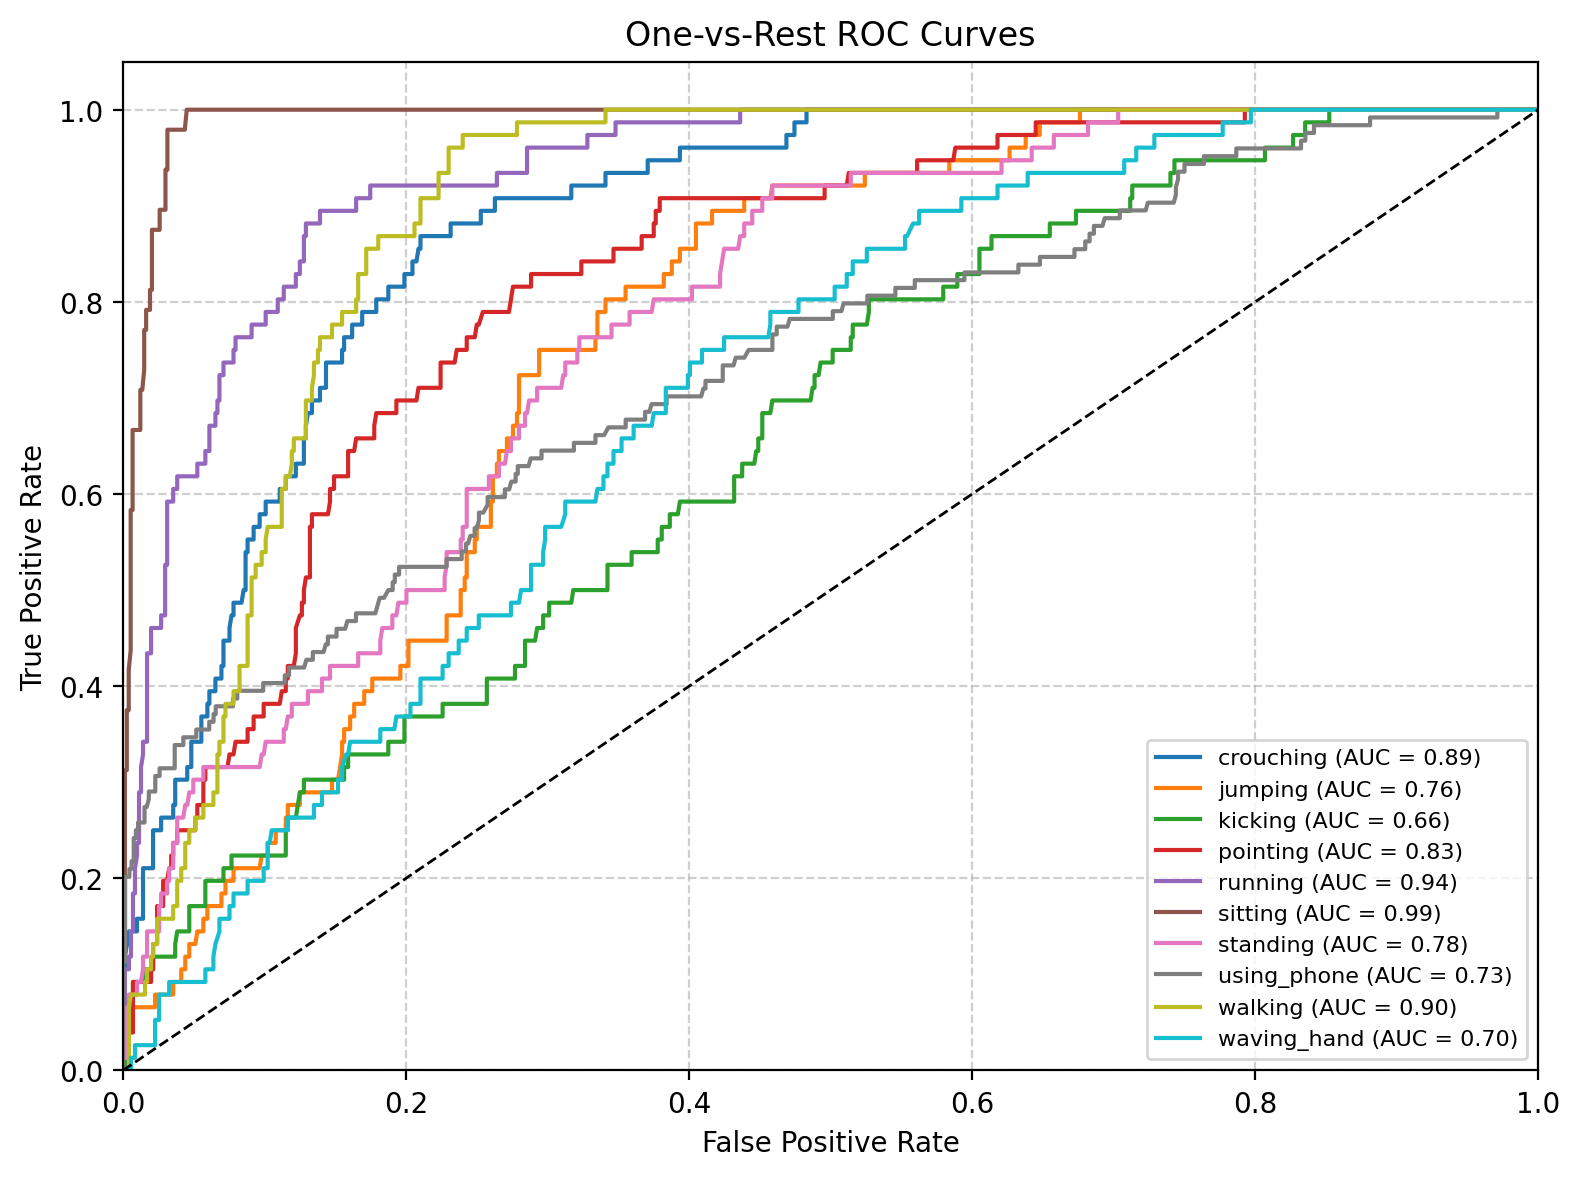 One-vs-Rest ROC Curves
True Positive Rate
1.0
0.8
0.6
0.4
0.2
0.0
0.0 0.2 0.4 0.6 0.8 1.0
False Positive Rate
crouching (AUC = 0.89)
jumping (AUC = 0.76)
kicking (AUC = 0.66)
pointing (AUC = 0.83)
running (AUC = 0.94)
sitting (AUC = 0.99)
standing (AUC = 0.78)
using_phone (AUC = 0.73)
walking (AUC = 0.90)
waving_hand (AUC = 0.70)